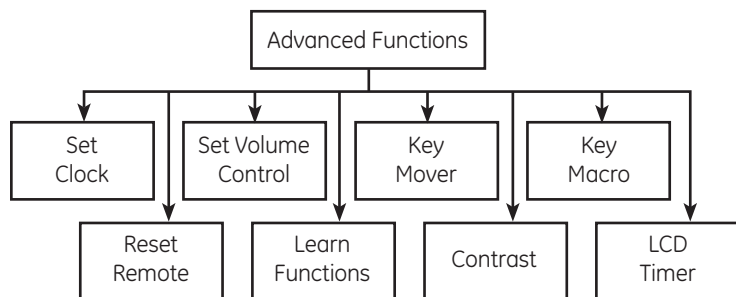 Advanced Functions
Set
Clock
Set Volume
Control
Key
Mover
Key
Macro
Reset
Remote
Learn
Functions
Contrast
LCD
Timer